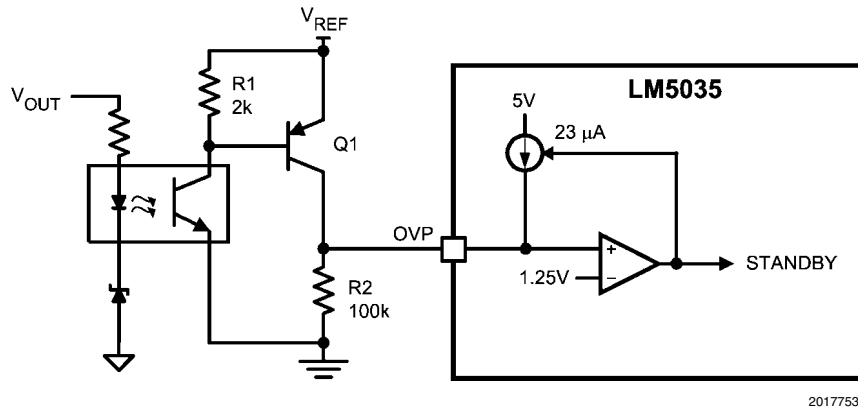 V_REF
LM5035
R1
2k
V_OUT
5V
23 μA
Q1
OVP
+
STANDBY
1.25V
−
R2
100k
2017753